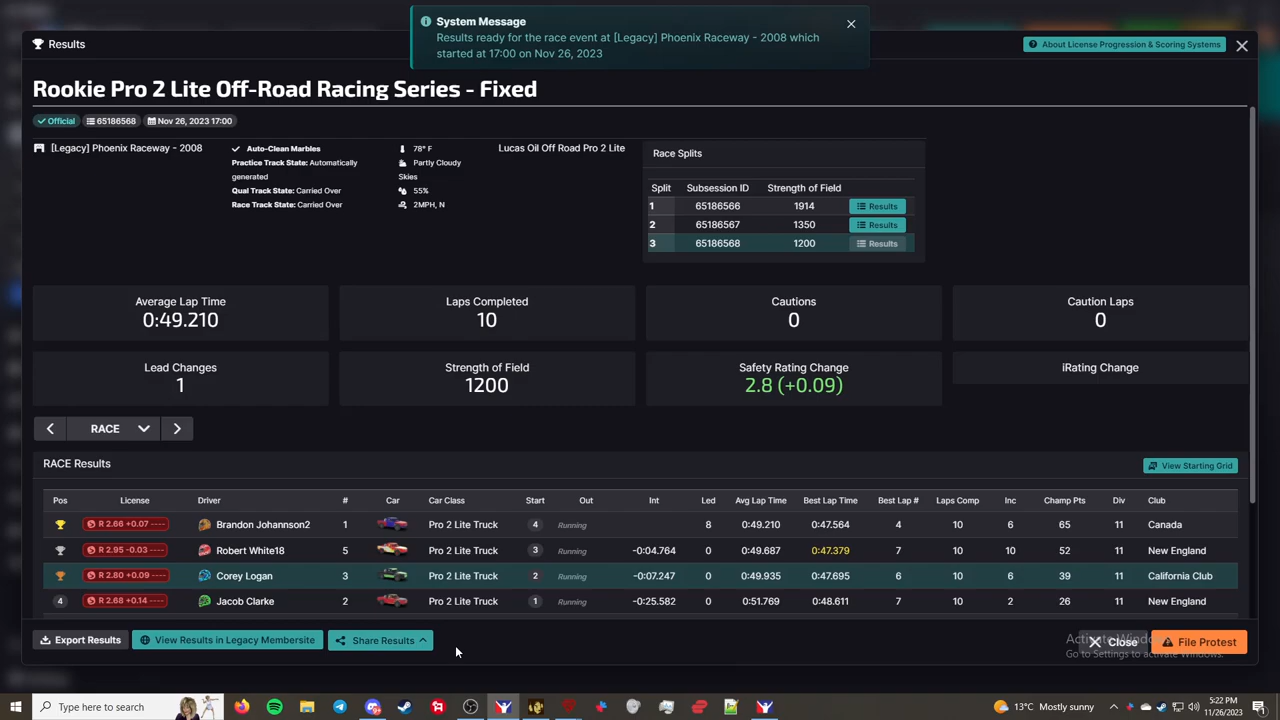 System Message
Results ready for the race event at [Legacy] Phoenix Raceway - 2008 which
started at 17:00 on Nov 26, 2023
Results
About License Progression & Scoring Systems
Rookie Pro 2 Lite Off-Road Racing Series - Fixed
Official 65186568 Nov 26, 2023 17:00
[Legacy] Phoenix Raceway - 2008
Auto-Clean Marbles
Practice Track State: Automatically
generated
Qual Track State: Carried Over
Race Track State: Carried Over
78° F
Partly Cloudy
Skies
55%
2MPH, N
Lucas Oil Off Road Pro 2 Lite
Race Splits
Split Subsession ID Strength of Field
1 65186566 1914 Results
2 65186567 1350 Results
3 65186568 1200 Results
Average Lap Time
0:49.210
Laps Completed
10
Cautions
0
Caution Laps
0
Lead Changes
1
Strength of Field
1200
Safety Rating Change
2.8 (+0.09)
iRating Change
RACE
RACE Results
View Starting Grid
Pos License Driver # Car Car Class Start Out Int Led Avg Lap Time Best Lap Time Best Lap # Laps Comp Inc Champ Pts Div Club
R 2.66 +0.07 ---- Brandon Johannson2 1 Pro 2 Lite Truck 4 Running 8 0:49.210 0:47.564 4 10 6 65 11 Canada
R 2.95 -0.03 ---- Robert White18 5 Pro 2 Lite Truck 3 Running -0:04.764 0 0:49.687 0:47.379 7 10 10 52 11 New England
R 2.80 +0.09 ---- Corey Logan 3 Pro 2 Lite Truck 2 Running -0:07.247 0 0:49.935 0:47.695 6 10 6 39 11 California Club
4 R 2.68 +0.14 ---- Jacob Clarke 2 Pro 2 Lite Truck 1 Running -0:25.582 0 0:51.769 0:48.611 7 10 2 26 11 New England
Export Results
View Results in Legacy Membersite
Share Results
Close
File Protest
Activate Windows
Go to Settings to activate Windows.
Type here to search
13°C Mostly sunny
5:22 PM
11/26/2023